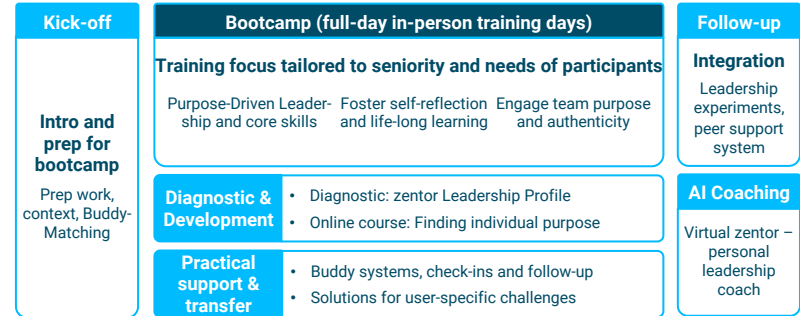 Kick-off
Intro and
prep for
bootcamp
Prep work,
context, Buddy-
Matching
Bootcamp (full-day in-person training days)
Training focus tailored to seniority and needs of participants
Purpose-Driven Leader-
ship and core skills
Foster self-reflection
and life-long learning
Engage team purpose
and authenticity
Diagnostic &
Development
• Diagnostic: zentor Leadership Profile
• Online course: Finding individual purpose
Practical
support &
transfer
• Buddy systems, check-ins and follow-up
• Solutions for user-specific challenges
Follow-up
Integration
Leadership
experiments,
peer support
system
AI Coaching
Virtual zentor –
personal
leadership
coach